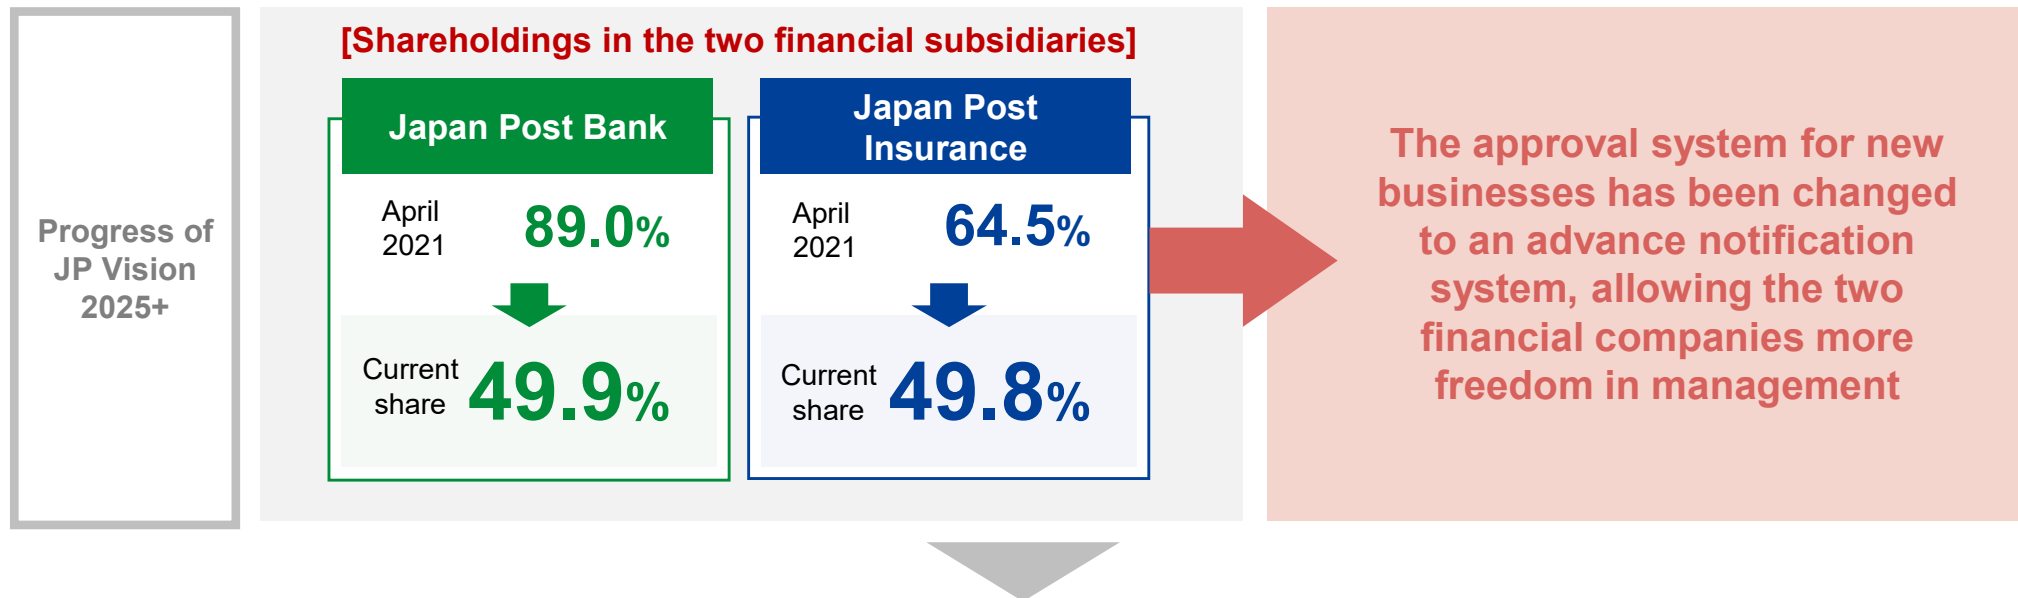 Progress of
JP Vision
2025+
[Shareholdings in the two financial subsidiaries]
Japan Post Bank
April
2021
89.0%
Current
share
49.9%
Japan Post
Insurance
April
2021
64.5%
Current
share
49.8%
The approval system for new
businesses has been changed
to an advance notification
system, allowing the two
financial companies more
freedom in management